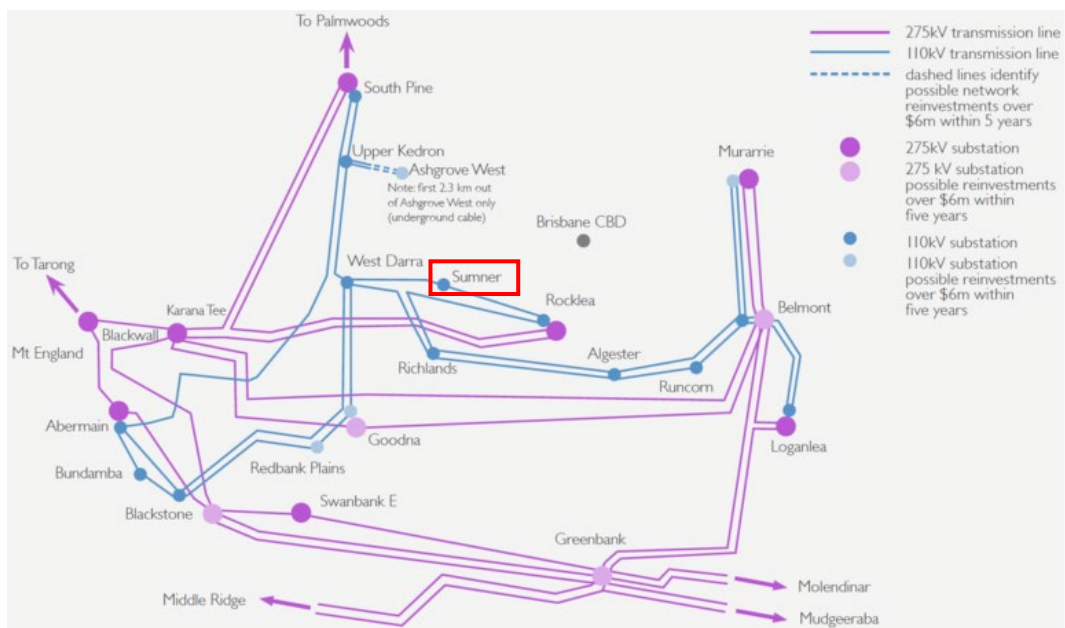 To Palmwoods
275kV transmission line
110kV transmission line
dashed lines identify
possible network
reinvestments over
$6m within 5 years
275kV substation
275 kV substation
possible reinvestments
over $6m within
five years
110kV substation
110kV substation
possible reinvestments
over $6m within
five years
South Pine
Upper Kedron
Ashgrove West
Note: first 2.3 km out
of Ashgrove West only
(underground cable)
Murarrie
Brisbane CBD
To Tarong
West Darra
Sumner
Rocklea
Karana Tee
Blackwall
Mt England
Belmont
Richlands
Algester
Runcorn
Abermain
Goodna
Loganlea
Bundamba
Redbank Plains
Blackstone
Swanbank E
Greenbank
Middle Ridge
Molendinar
Mudgeeraba